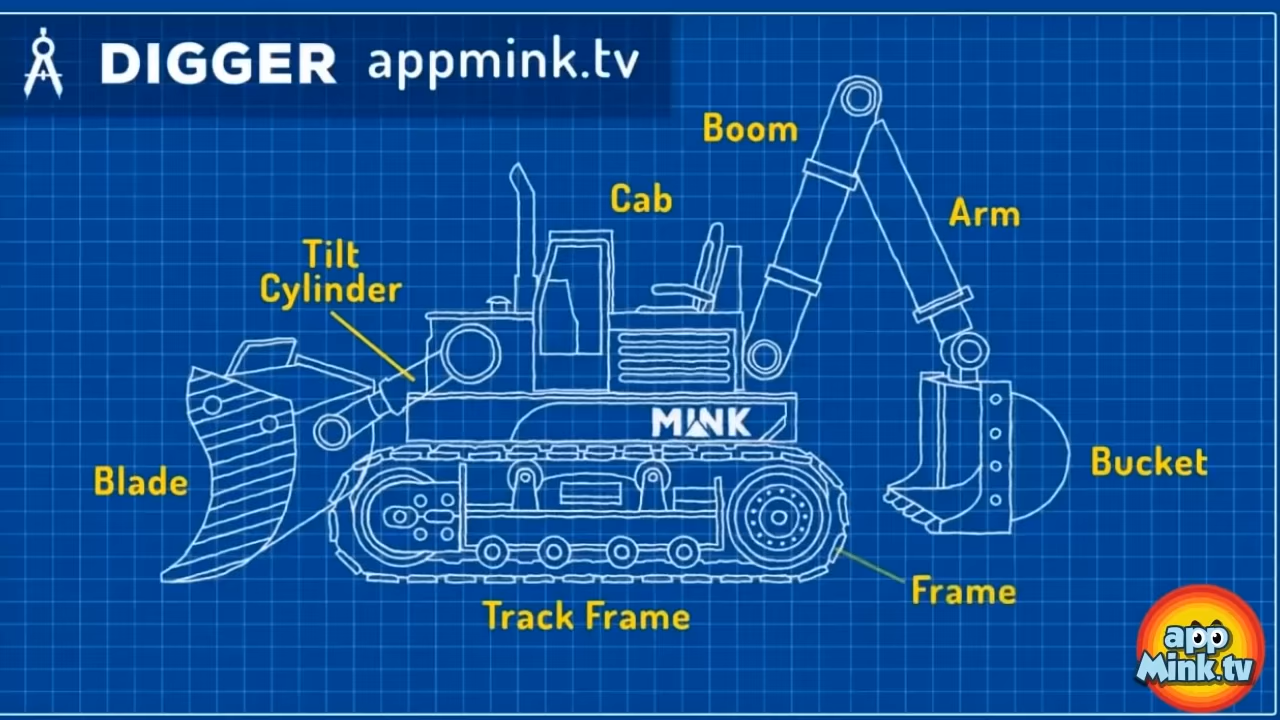 DIGGER appmink.tv
Boom
Cab
Arm
Tilt
Cylinder
MINK
Blade
Bucket
Frame
Track Frame
app
Mink.tv